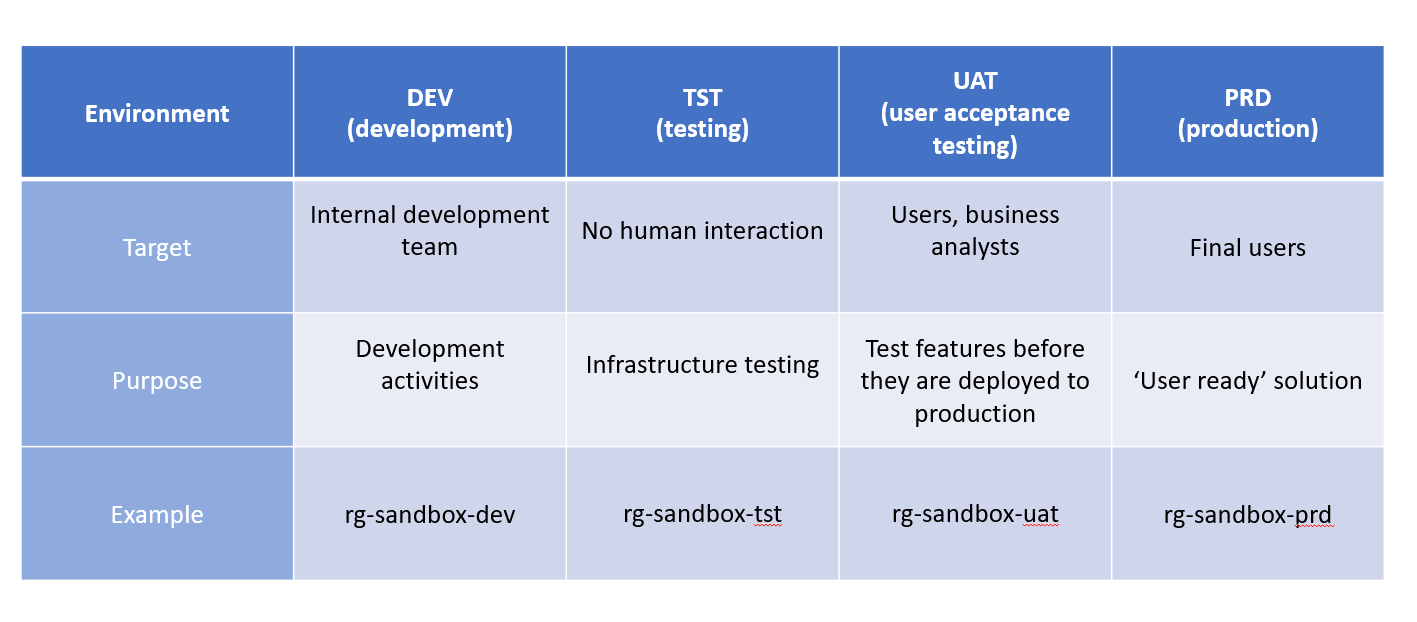 Environment
DEV
(development)
TST
(testing)
UAT
(user acceptance
testing)
PRD
(production)
Target
Internal development
team
No human interaction
Users, business
analysts
Final users
Purpose
Development
activities
Infrastructure testing
Test features before
they are deployed to
production
‘User ready’ solution
Example
rg-sandbox-dev
rg-sandbox-tst
rg-sandbox-uat
rg-sandbox-prd